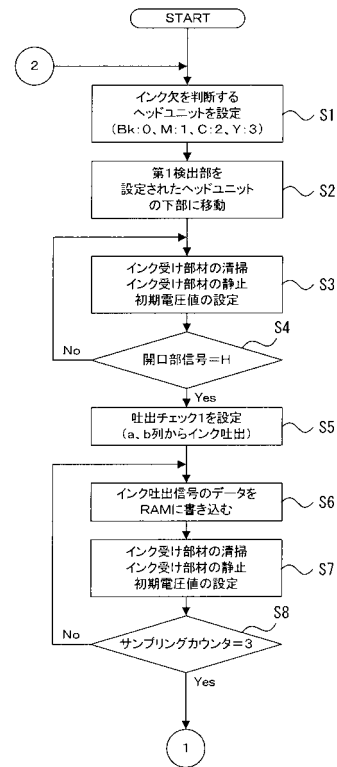 START
2
インク欠を判断する
ヘッドユニットを設定
(Bk:0、M:1、C:2、Y:3)
S1
第1検出部を
設定されたヘッドユニット
の下部に移動
S2
インク受け部材の清掃
インク受け部材の静止
初期電圧値の設定
S3
S4
開口部信号=H
No
Yes
吐出チェック1を設定
(a、b列からインク吐出)
S5
インク吐出信号のデータを
RAMに書き込む
S6
インク受け部材の清掃
インク受け部材の静止
初期電圧値の設定
S7
S8
サンプリングカウンタ=3
No
Yes
1